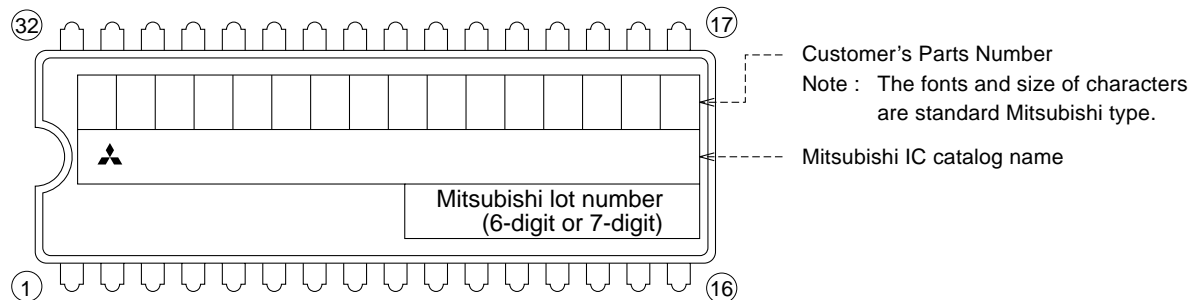 32
17
Customer’s Parts Number
Note : The fonts and size of characters
are standard Mitsubishi type.
Mitsubishi IC catalog name
Mitsubishi lot number
(6-digit or 7-digit)
1
16